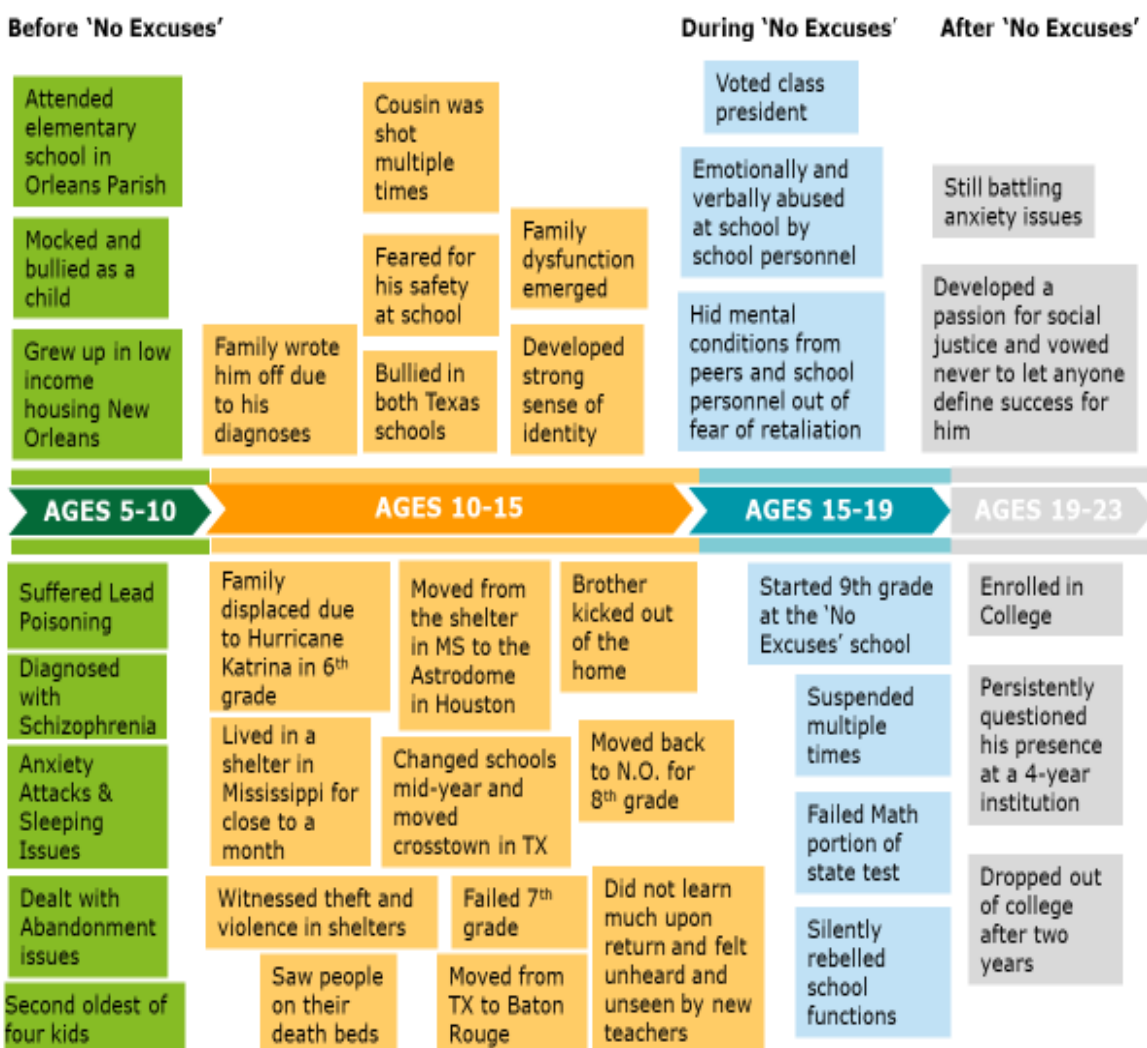 Before ‘No Excuses’
During ‘No Excuses’
After ‘No Excuses’
Attended
elementary
school in
Orleans Parish
Mocked and
bullied as a
child
Grew up in low
income
housing New
Orleans
Family wrote
him off due
to his
diagnoses
Cousin was
shot
multiple
times
Feared for
his safety
at school
Bullied in
both Texas
schools
Family
dysfunction
emerged
Developed
strong
sense of
identity
Voted class
president
Emotionally and
verbally abused
at school by
school personnel
Hid mental
conditions from
peers and school
personnel out of
fear of retaliation
Still battling
anxiety issues
Developed a
passion for social
justice and vowed
never to let anyone
define success for
him
AGES 5-10
AGES 10-15
AGES 15-19
AGES 19-23
Suffered Lead
Poisoning
Diagnosed
with
Schizophrenia
Anxiety
Attacks &
Sleeping
Issues
Dealt with
Abandonment
issues
Second oldest of
four kids
Family
displaced due
to Hurricane
Katrina in 6th
grade
Lived in a
shelter in
Mississippi for
close to a
month
Witnessed theft and
violence in shelters
Saw people
on their
death beds
Moved from
the shelter
in MS to the
Astrodome
in Houston
Changed schools
mid-year and
moved
crosstown in TX
Failed 7th
grade
Moved from
TX to Baton
Rouge
Brother
kicked out
of the
home
Moved back
to N.O. for
8th grade
Did not learn
much upon
return and felt
unheard and
unseen by new
teachers
Started 9th grade
at the ‘No
Excuses’ school
Suspended
multiple
times
Failed Math
portion of
state test
Silently
rebelled
school
functions
Enrolled in
College
Persistently
questioned
his presence
at a 4-year
institution
Dropped out
of college
after two
years